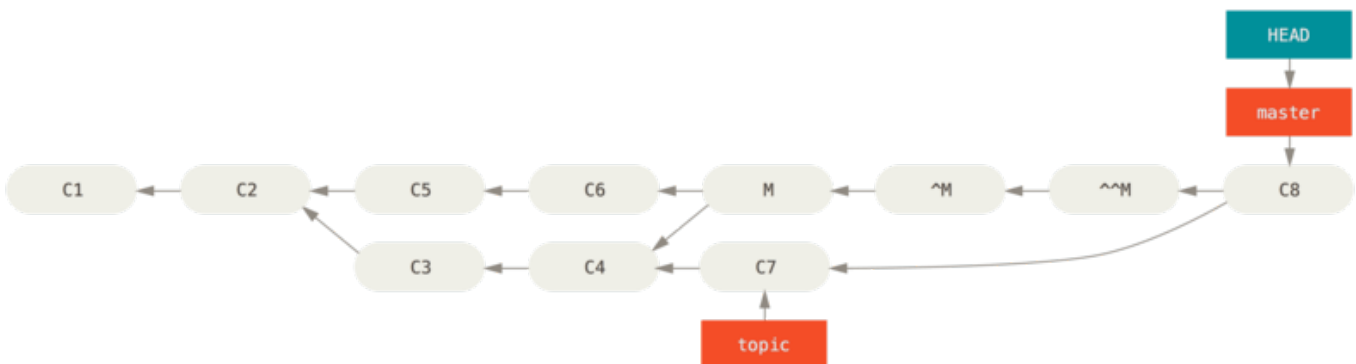 HEAD
master
C1 C2 C5 C6 M ^M ^^M C8
C3 C4 C7
topic